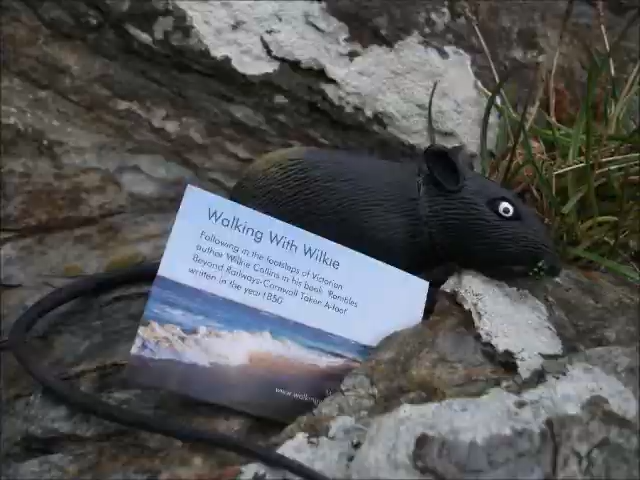 Walking With Wilkie
Following in the footsteps of Victorian
author Wilkie Collins in his book 'Rambles
Beyond Railways-Cornwall Taken A-foot'
written in the year 1850